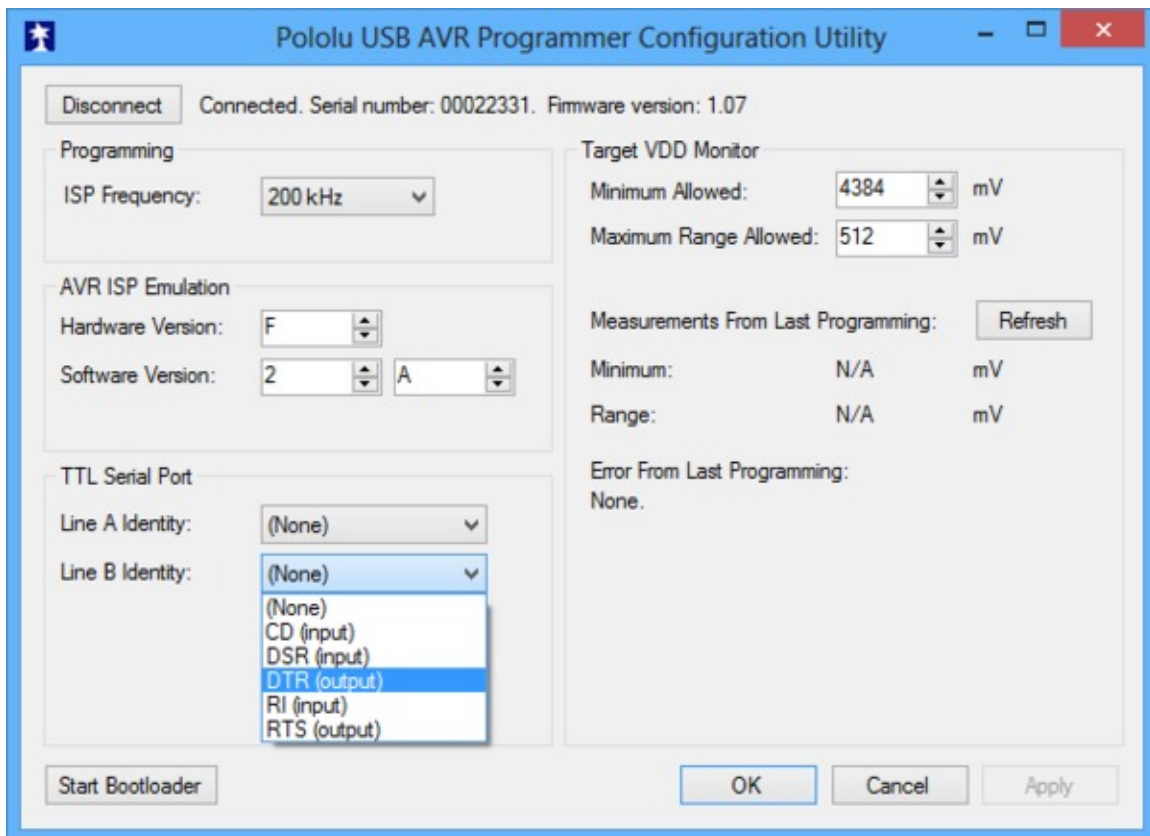 Pololu USB AVR Programmer Configuration Utility
Disconnect Connected. Serial number: 00022331. Firmware version: 1.07
Programming
ISP Frequency: 200 kHz
AVR ISP Emulation
Hardware Version: F
Software Version: 2 A
TTL Serial Port
Line A Identity: (None)
Line B Identity: (None)
(None)
CD (input)
DSR (input)
DTR (output)
RI (input)
RTS (output)
Target VDD Monitor
Minimum Allowed: 4384 mV
Maximum Range Allowed: 512 mV
Measurements From Last Programming: Refresh
Minimum: N/A mV
Range: N/A mV
Error From Last Programming:
None.
Start Bootloader OK Cancel Apply